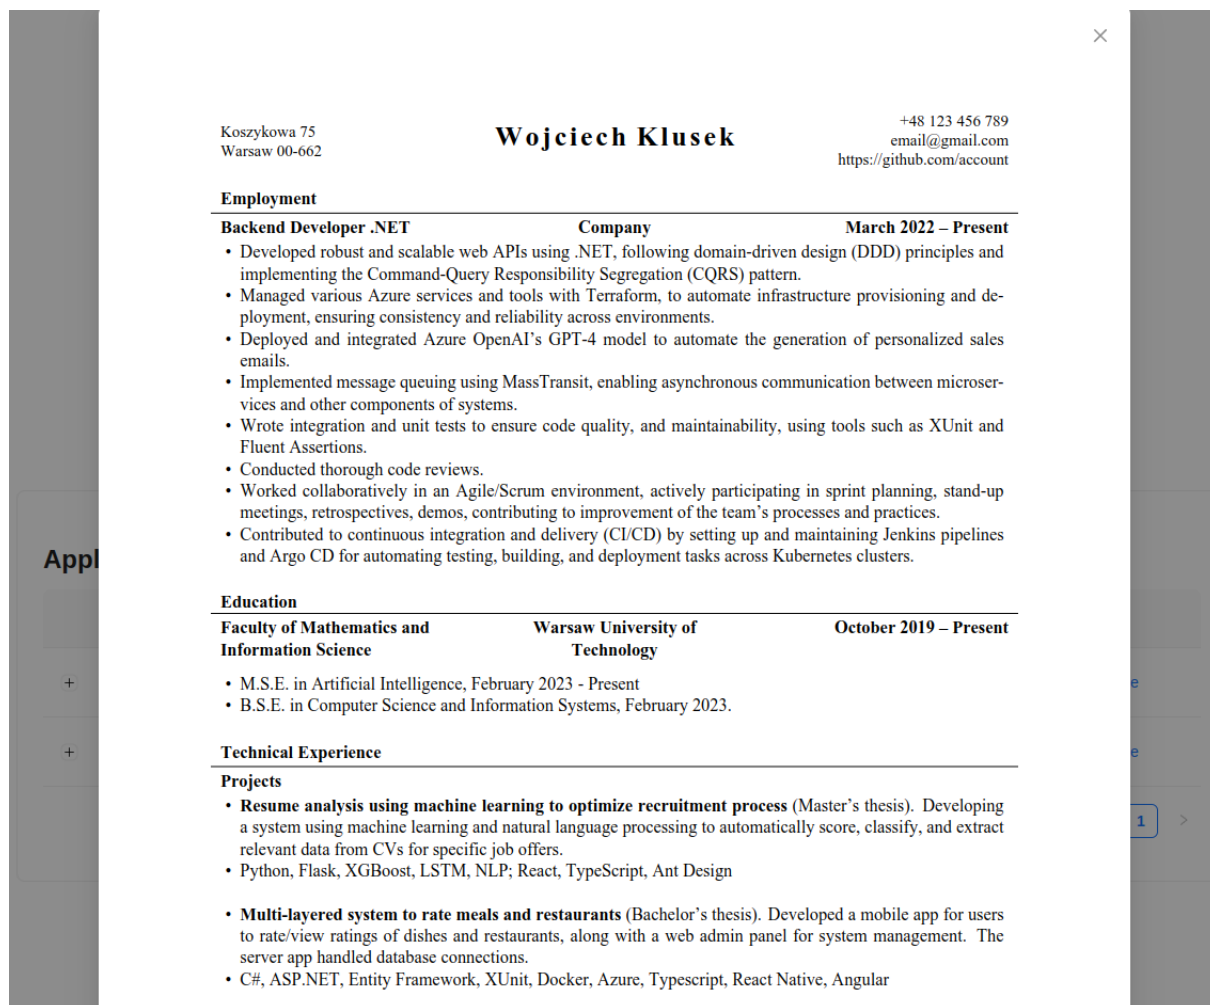 Koszykowa 75
Warsaw 00-662
Wojciech Klusek
+48 123 456 789
email@gmail.com
https://github.com/account
Employment
Backend Developer .NET Company March 2022 – Present
• Developed robust and scalable web APIs using .NET, following domain-driven design (DDD) principles and
implementing the Command-Query Responsibility Segregation (CQRS) pattern.
• Managed various Azure services and tools with Terraform, to automate infrastructure provisioning and de-
ployment, ensuring consistency and reliability across environments.
• Deployed and integrated Azure OpenAI's GPT-4 model to automate the generation of personalized sales
emails.
• Implemented message queuing using MassTransit, enabling asynchronous communication between microser-
vices and other components of systems.
• Wrote integration and unit tests to ensure code quality, and maintainability, using tools such as XUnit and
Fluent Assertions.
• Conducted thorough code reviews.
• Worked collaboratively in an Agile/Scrum environment, actively participating in sprint planning, stand-up
meetings, retrospectives, demos, contributing to improvement of the team's processes and practices.
• Contributed to continuous integration and delivery (CI/CD) by setting up and maintaining Jenkins pipelines
and Argo CD for automating testing, building, and deployment tasks across Kubernetes clusters.
Education
Faculty of Mathematics and Warsaw University of October 2019 – Present
Information Science Technology
• M.S.E. in Artificial Intelligence, February 2023 - Present
• B.S.E. in Computer Science and Information Systems, February 2023.
Technical Experience
Projects
• Resume analysis using machine learning to optimize recruitment process (Master's thesis). Developing
a system using machine learning and natural language processing to automatically score, classify, and extract
relevant data from CVs for specific job offers.
• Python, Flask, XGBoost, LSTM, NLP; React, TypeScript, Ant Design
• Multi-layered system to rate meals and restaurants (Bachelor's thesis). Developed a mobile app for users
to rate/view ratings of dishes and restaurants, along with a web admin panel for system management. The
server app handled database connections.
• C#, ASP.NET, Entity Framework, XUnit, Docker, Azure, Typescript, React Native, Angular
Appl
+
e
+
e
1